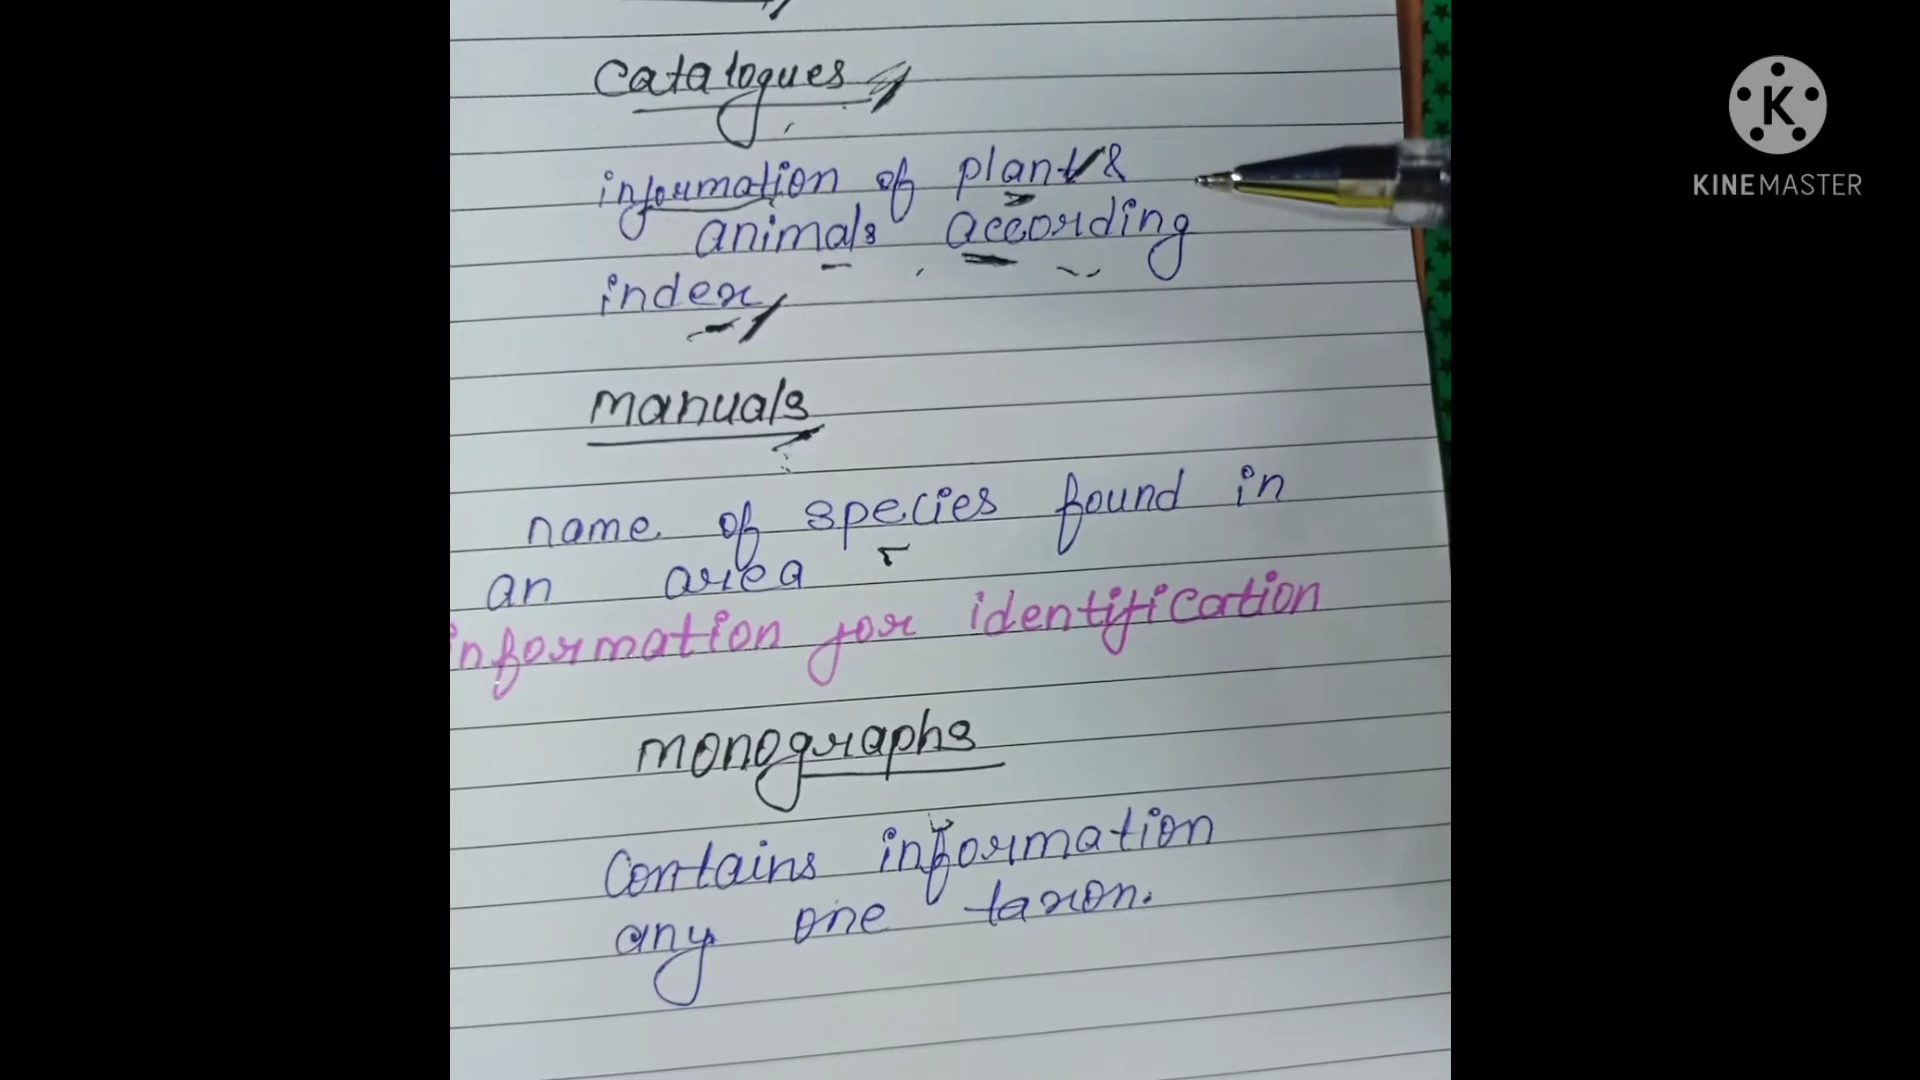 Catalogues
information of plant &
animals according
index
manuals
name of species found in
an area
information for identification
monographs
Contains information
any one taxon.
K
KINEMASTER